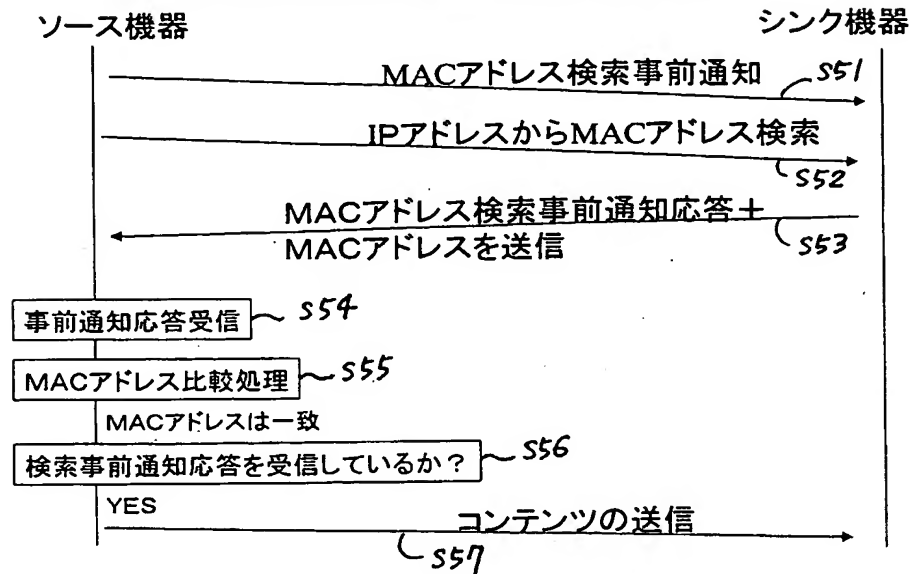 ソース機器
シンク機器
MACアドレス検索事前通知
S51
IPアドレスからMACアドレス検索
S52
MACアドレス検索事前通知応答＋
MACアドレスを送信
S53
事前通知応答受信
S54
MACアドレス比較処理
S55
MACアドレスは一致
検索事前通知応答を受信しているか？
S56
YES
コンテンツの送信
S57